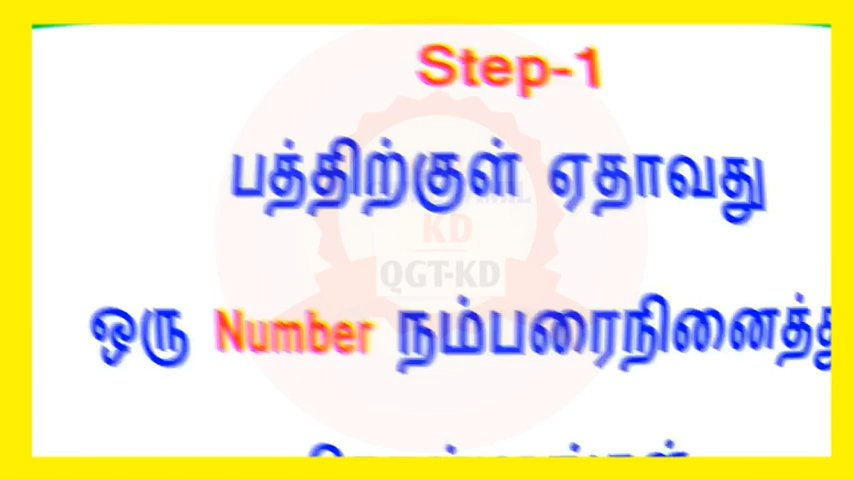 Step-1
பத்திற்குள் ஏதாவது
KD
QGT-KD
ஒரு Number நம்பரைநினைத்து